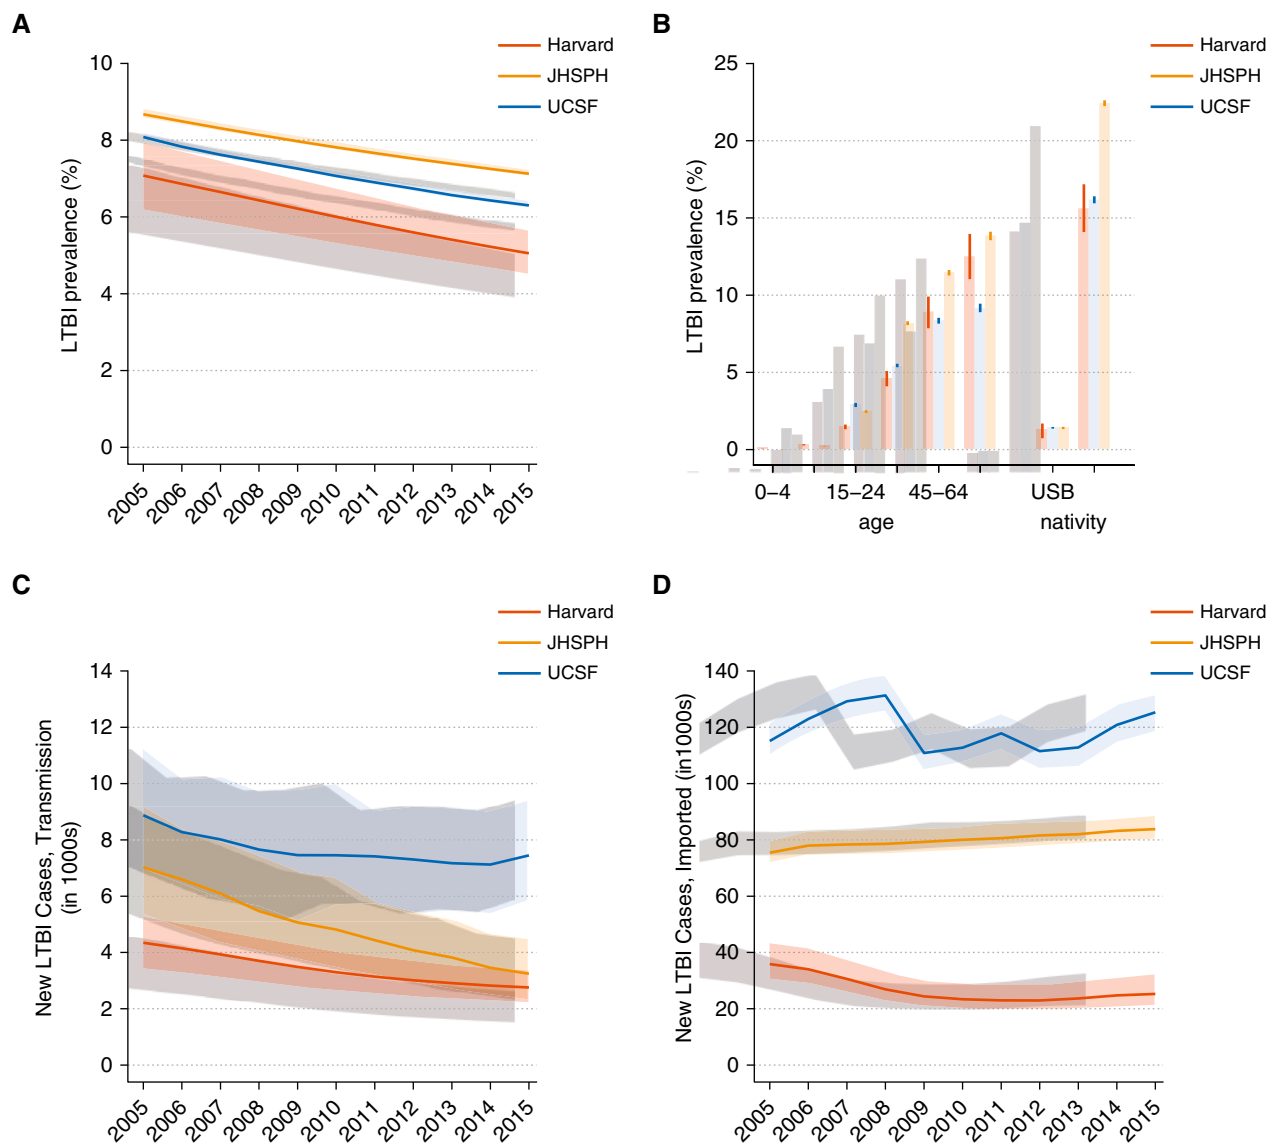 A
Harvard
JHSPH
UCSF
LTBI prevalence (%)
10
8
6
4
2
0
2005
2006
2007
2008
2009
2010
2011
2012
2013
2014
2015
B
Harvard
JHSPH
UCSF
LTBI prevalence (%)
25
20
15
10
5
0
0–4
15–24
45–64
USB
age
nativity
C
Harvard
JHSPH
UCSF
New LTBI Cases, Transmission
(in 1000s)
14
12
10
8
6
4
2
0
2005
2006
2007
2008
2009
2010
2011
2012
2013
2014
2015
D
Harvard
JHSPH
UCSF
New LTBI Cases, Imported (in1000s)
140
120
100
80
60
40
20
0
2005
2006
2007
2008
2009
2010
2011
2012
2013
2014
2015